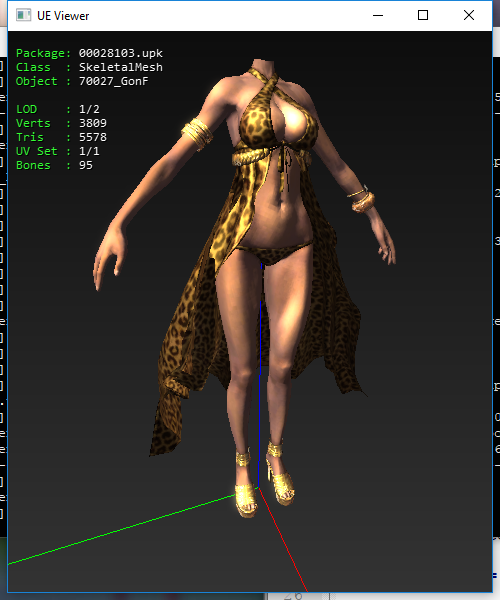 UE Viewer
Package: 00028103.upk
Class : SkeletalMesh
Object : 70027_GonF
LOD : 1/2
Verts : 3809
Tris : 5578
UV Set : 1/1
Bones : 95